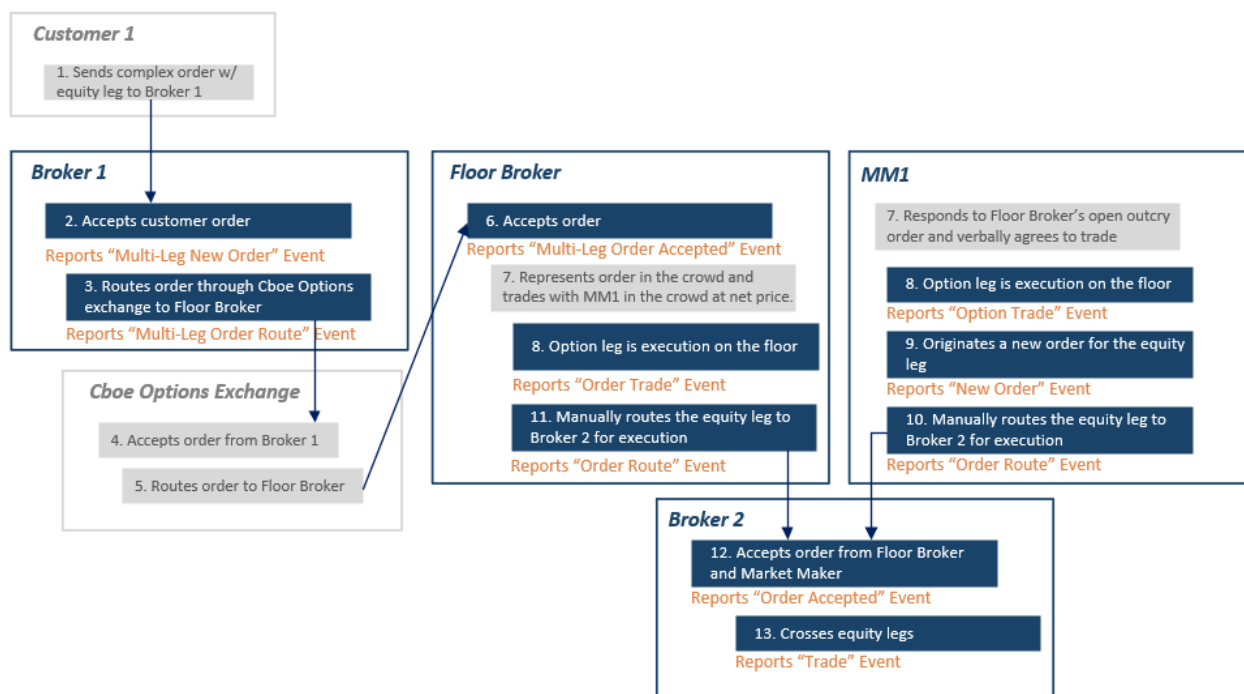 Customer 1
1. Sends complex order w/
equity leg to Broker 1
Broker 1
2. Accepts customer order
Reports “Multi-Leg New Order” Event
3. Routes order through Cboe Options
exchange to Floor Broker
Reports “Multi-Leg Order Route” Event
Cboe Options Exchange
4. Accepts order from Broker 1
5. Routes order to Floor Broker
Floor Broker
6. Accepts order
Reports “Multi-Leg Order Accepted” Event
7. Represents order in the crowd and
trades with MM1 in the crowd at net price.
8. Option leg is execution on the floor
Reports “Order Trade” Event
11. Manually routes the equity leg to
Broker 2 for execution
Reports “Order Route” Event
MM1
7. Responds to Floor Broker’s open outcry
order and verbally agrees to trade
8. Option leg is execution on the floor
Reports “Option Trade” Event
9. Originates a new order for the equity
leg
Reports “New Order” Event
10. Manually routes the equity leg to
Broker 2 for execution
Reports “Order Route” Event
Broker 2
12. Accepts order from Floor Broker
and Market Maker
Reports “Order Accepted” Event
13. Crosses equity legs
Reports “Trade” Event